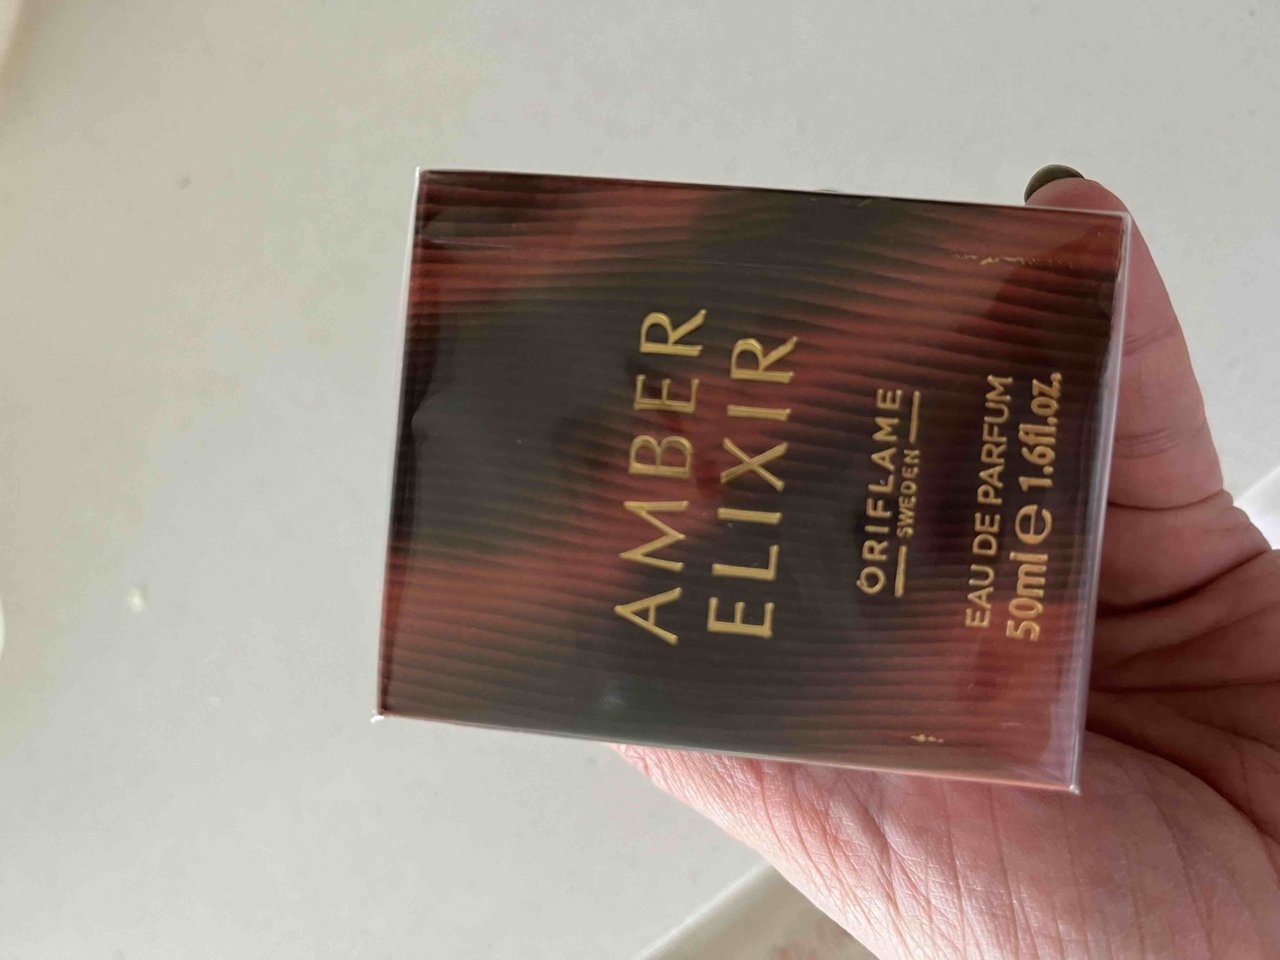 AMBER
ELIXIR
ORIFLAME
SWEDEN
EAU DE PARFUM
50ml e 1.6fl.oz.